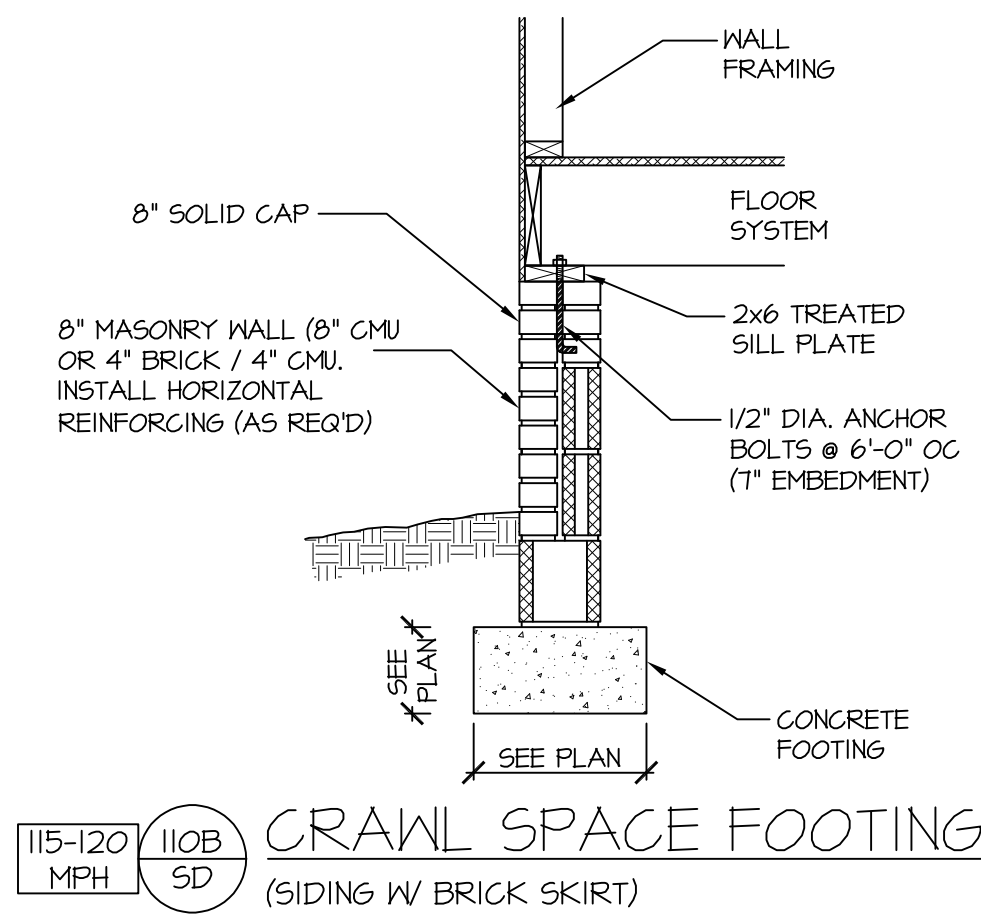 WALL
FRAMING
8" SOLID CAP
FLOOR
SYSTEM
8" MASONRY WALL (8" CMU
OR 4" BRICK / 4" CMU.
INSTALL HORIZONTAL
REINFORCING (AS REQ'D)
2x6 TREATED
SILL PLATE
1/2" DIA. ANCHOR
BOLTS @ 6'-0" OC
(7" EMBEDMENT)
SEE
PLAN
SEE PLAN
CONCRETE
FOOTING
115-120
MPH
110B
SD
CRAWL SPACE FOOTING
(SIDING W/ BRICK SKIRT)